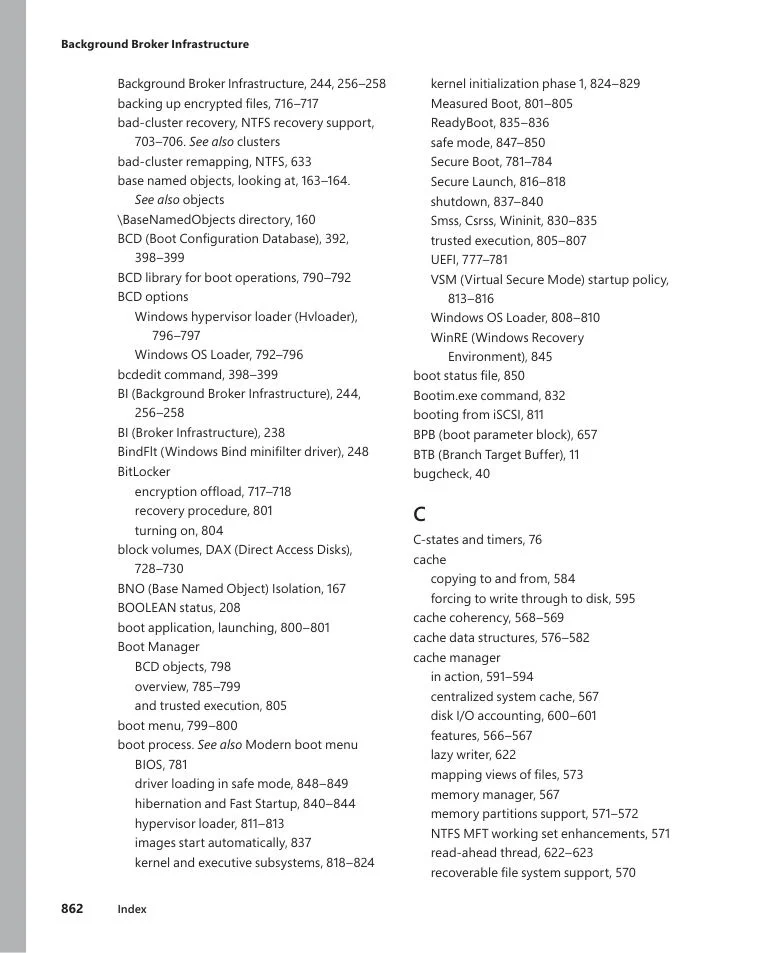 Background Broker Infrastructure
Background Broker Infrastructure, 244, 256–258
backing up encrypted files, 716–717
bad-cluster recovery, NTFS recovery support,
703–706. See also clusters
bad-cluster remapping, NTFS, 633
base named objects, looking at, 163–164.
See also objects
\BaseNamedObjects directory, 160
BCD (Boot Configuration Database), 392,
398–399
BCD library for boot operations, 790–792
BCD options
Windows hypervisor loader (Hvloader),
796–797
Windows OS Loader, 792–796
bcdedit command, 398–399
BI (Background Broker Infrastructure), 244,
256–258
BI (Broker Infrastructure), 238
BindFlt (Windows Bind minifilter driver), 248
BitLocker
encryption offload, 717–718
recovery procedure, 801
turning on, 804
block volumes, DAX (Direct Access Disks),
728–730
BNO (Base Named Object) Isolation, 167
BOOLEAN status, 208
boot application, launching, 800–801
Boot Manager
BCD objects, 798
overview, 785–799
and trusted execution, 805
boot menu, 799–800
boot process. See also Modern boot menu
BIOS, 781
driver loading in safe mode, 848–849
hibernation and Fast Startup, 840–844
hypervisor loader, 811–813
images start automatically, 837
kernel and executive subsystems, 818–824
kernel initialization phase 1, 824–829
Measured Boot, 801–805
ReadyBoot, 835–836
safe mode, 847–850
Secure Boot, 781–784
Secure Launch, 816–818
shutdown, 837–840
Smss, Csrss, Wininit, 830–835
trusted execution, 805–807
UEFI, 777–781
VSM (Virtual Secure Mode) startup policy,
813–816
Windows OS Loader, 808–810
WinRE (Windows Recovery
Environment), 845
boot status file, 850
Bootim.exe command, 832
booting from iSCSI, 811
BPB (boot parameter block), 657
BTB (Branch Target Buffer), 11
bugcheck, 40
C
C-states and timers, 76
cache
copying to and from, 584
forcing to write through to disk, 595
cache coherency, 568–569
cache data structures, 576–582
cache manager
in action, 591–594
centralized system cache, 567
disk I/O accounting, 600–601
features, 566–567
lazy writer, 622
mapping views of files, 573
memory manager, 567
memory partitions support, 571–572
NTFS MFT working set enhancements, 571
read-ahead thread, 622–623
recoverable file system support, 570
862 Index